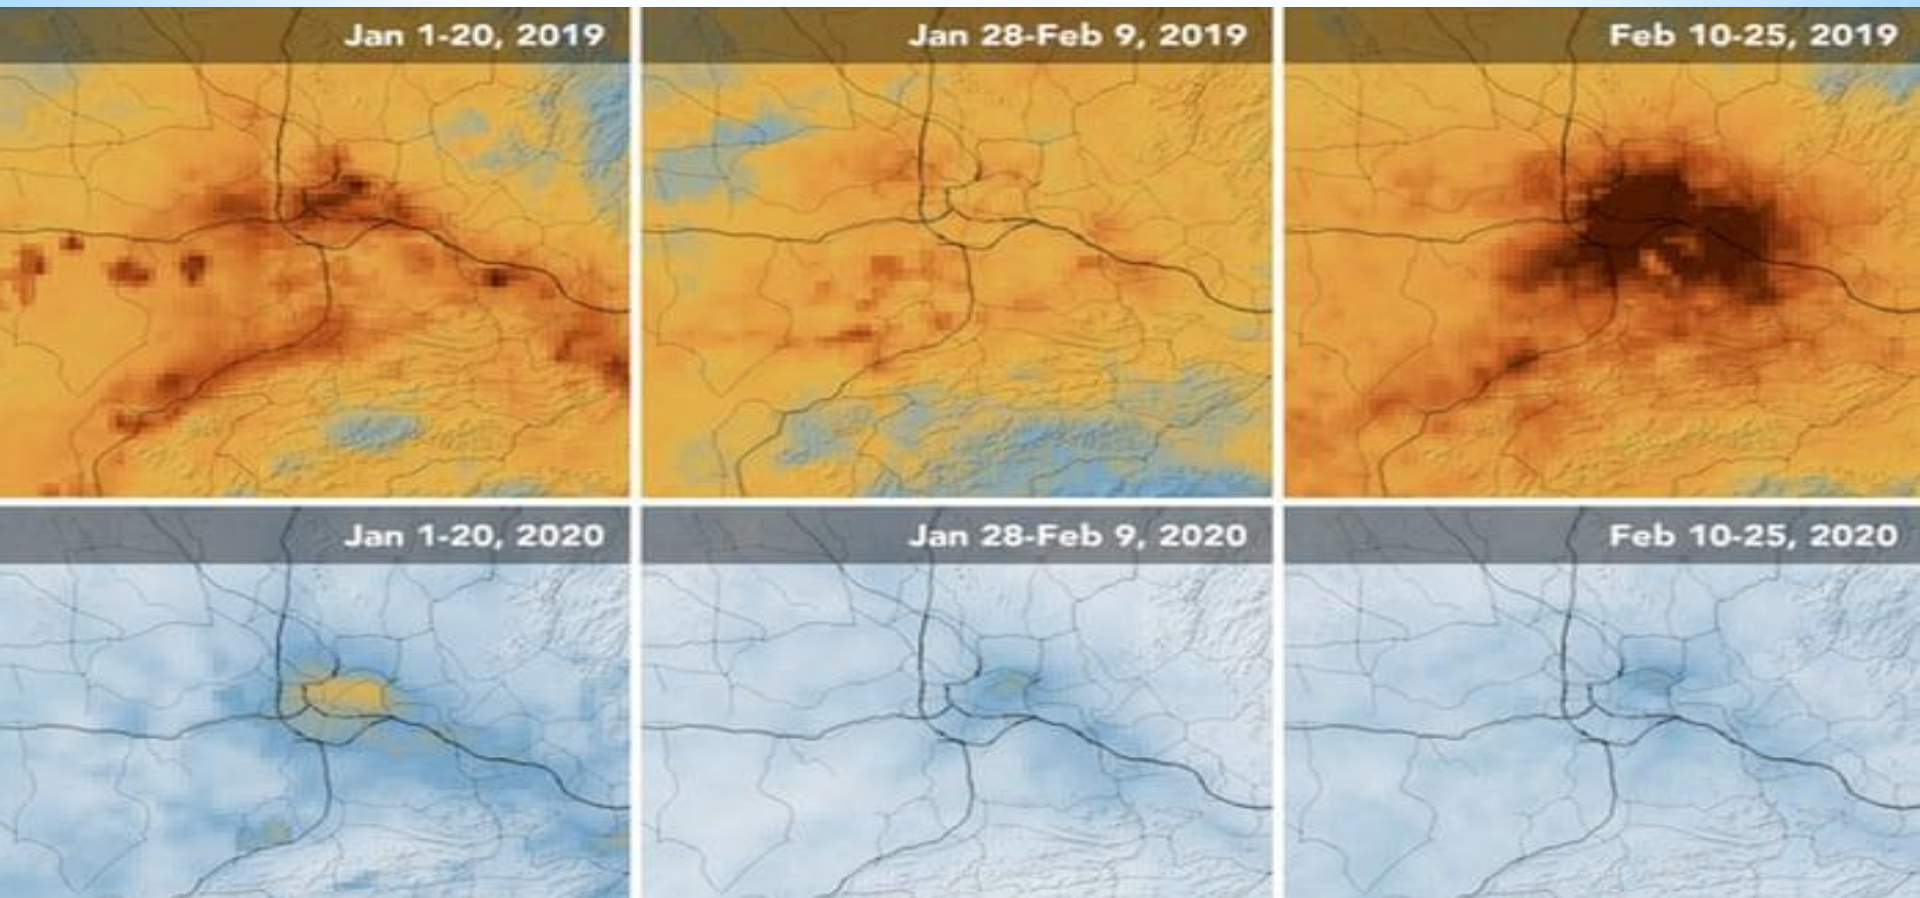 Jan 1-20, 2019
Jan 28-Feb 9, 2019
Feb 10-25, 2019
Jan 1-20, 2020
Jan 28-Feb 9, 2020
Feb 10-25, 2020